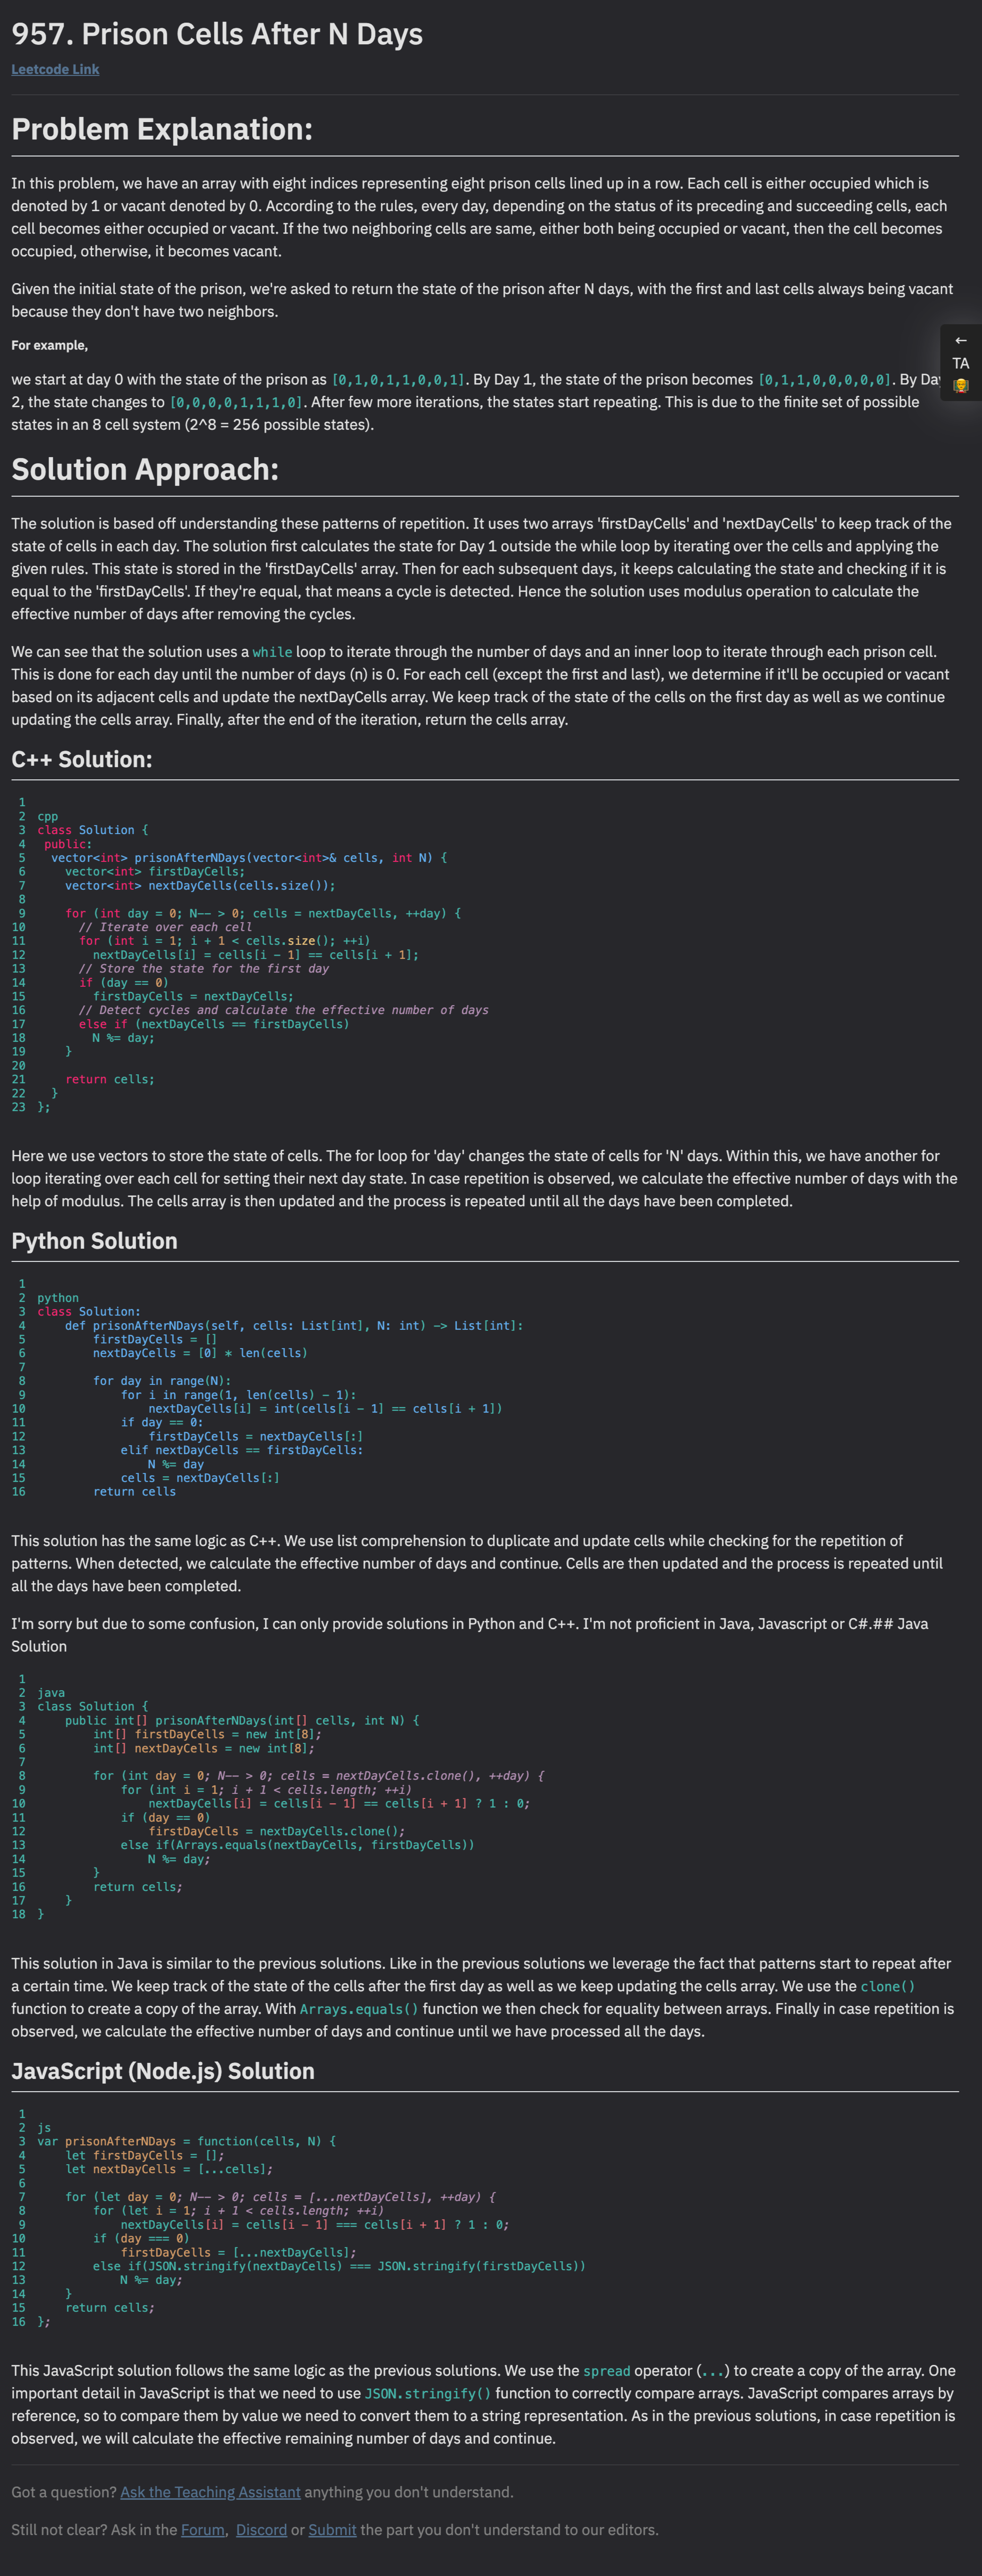 957. Prison Cells After N Days
Leetcode Link
Problem Explanation:
In this problem, we have an array with eight indices representing eight prison cells lined up in a row. Each cell is either occupied which is
denoted by 1 or vacant denoted by 0. According to the rules, every day, depending on the status of its preceding and succeeding cells, each
cell becomes either occupied or vacant. If the two neighboring cells are same, either both being occupied or vacant, then the cell becomes
occupied, otherwise, it becomes vacant.
Given the initial state of the prison, we're asked to return the state of the prison after N days, with the first and last cells always being vacant
because they don't have two neighbors.
For example,
we start at day 0 with the state of the prison as [0,1,0,1,1,0,0,1]. By Day 1, the state of the prison becomes [0,1,1,0,0,0,0,0]. By Day
2, the state changes to [0,0,0,0,1,1,1,0]. After few more iterations, the states start repeating. This is due to the finite set of possible
states in an 8 cell system (2^8 = 256 possible states).
←
TA
Solution Approach:
The solution is based off understanding these patterns of repetition. It uses two arrays 'firstDayCells' and 'nextDayCells' to keep track of the
state of cells in each day. The solution first calculates the state for Day 1 outside the while loop by iterating over the cells and applying the
given rules. This state is stored in the 'firstDayCells' array. Then for each subsequent days, it keeps calculating the state and checking if it is
equal to the 'firstDayCells'. If they're equal, that means a cycle is detected. Hence the solution uses modulus operation to calculate the
effective number of days after removing the cycles.
We can see that the solution uses a while loop to iterate through the number of days and an inner loop to iterate through each prison cell.
This is done for each day until the number of days (n) is 0. For each cell (except the first and last), we determine if it'll be occupied or vacant
based on its adjacent cells and update the nextDayCells array. We keep track of the state of the cells on the first day as well as we continue
updating the cells array. Finally, after the end of the iteration, return the cells array.
C++ Solution:
1
2 cpp
3 class Solution {
4 public:
5 vector<int> prisonAfterNDays(vector<int>& cells, int N) {
6 vector<int> firstDayCells;
7 vector<int> nextDayCells(cells.size());
8
9 for (int day = 0; N-- > 0; cells = nextDayCells, ++day) {
10 // Iterate over each cell
11 for (int i = 1; i + 1 < cells.size(); ++i)
12 nextDayCells[i] = cells[i - 1] == cells[i + 1];
13 // Store the state for the first day
14 if (day == 0)
15 firstDayCells = nextDayCells;
16 // Detect cycles and calculate the effective number of days
17 else if (nextDayCells == firstDayCells)
18 N %= day;
19 }
20
21 return cells;
22 }
23 };
Here we use vectors to store the state of cells. The for loop for 'day' changes the state of cells for 'N' days. Within this, we have another for
loop iterating over each cell for setting their next day state. In case repetition is observed, we calculate the effective number of days with the
help of modulus. The cells array is then updated and the process is repeated until all the days have been completed.
Python Solution
1
2 python
3 class Solution:
4 def prisonAfterNDays(self, cells: List[int], N: int) -> List[int]:
5 firstDayCells = []
6 nextDayCells = [0] * len(cells)
7
8 for day in range(N):
9 for i in range(1, len(cells) - 1):
10 nextDayCells[i] = int(cells[i - 1] == cells[i + 1])
11 if day == 0:
12 firstDayCells = nextDayCells[:]
13 elif nextDayCells == firstDayCells:
14 N %= day
15 cells = nextDayCells[:]
16 return cells
This solution has the same logic as C++. We use list comprehension to duplicate and update cells while checking for the repetition of
patterns. When detected, we calculate the effective number of days and continue. Cells are then updated and the process is repeated until
all the days have been completed.
I'm sorry but due to some confusion, I can only provide solutions in Python and C++. I'm not proficient in Java, Javascript or C#.## Java
Solution
1
2 java
3 class Solution {
4 public int[] prisonAfterNDays(int[] cells, int N) {
5 int[] firstDayCells = new int[8];
6 int[] nextDayCells = new int[8];
7
8 for (int day = 0; N-- > 0; cells = nextDayCells.clone(), ++day) {
9 for (int i = 1; i + 1 < cells.length; ++i)
10 nextDayCells[i] = cells[i - 1] == cells[i + 1] ? 1 : 0;
11 if (day == 0)
12 firstDayCells = nextDayCells.clone();
13 else if(Arrays.equals(nextDayCells, firstDayCells))
14 N %= day;
15 }
16 return cells;
17 }
18 }
This solution in Java is similar to the previous solutions. Like in the previous solutions we leverage the fact that patterns start to repeat after
a certain time. We keep track of the state of the cells after the first day as well as we keep updating the cells array. We use the clone()
function to create a copy of the array. With Arrays.equals() function we then check for equality between arrays. Finally in case repetition is
observed, we calculate the effective number of days and continue until we have processed all the days.
JavaScript (Node.js) Solution
1
2 js
3 var prisonAfterNDays = function(cells, N) {
4 let firstDayCells = [];
5 let nextDayCells = [...cells];
6
7 for (let day = 0; N-- > 0; cells = [...nextDayCells], ++day) {
8 for (let i = 1; i + 1 < cells.length; ++i)
9 nextDayCells[i] = cells[i - 1] === cells[i + 1] ? 1 : 0;
10 if (day === 0)
11 firstDayCells = [...nextDayCells];
12 else if(JSON.stringify(nextDayCells) === JSON.stringify(firstDayCells))
13 N %= day;
14 }
15 return cells;
16 };
This JavaScript solution follows the same logic as the previous solutions. We use the spread operator (...) to create a copy of the array. One
important detail in JavaScript is that we need to use JSON.stringify() function to correctly compare arrays. JavaScript compares arrays by
reference, so to compare them by value we need to convert them to a string representation. As in the previous solutions, in case repetition is
observed, we will calculate the effective remaining number of days and continue.
Got a question? Ask the Teaching Assistant anything you don't understand.
Still not clear? Ask in the Forum, Discord or Submit the part you don't understand to our editors.